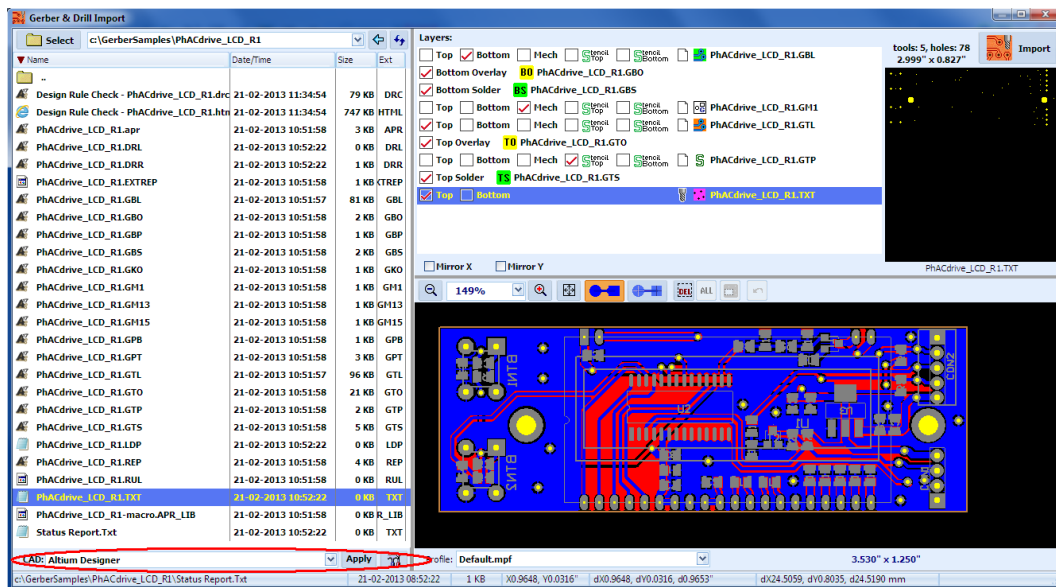 Gerber & Drill Import
Select c:\GerberSamples\PhACdrive_LCD_R1
Name Date/Time Size Ext
..
Design Rule Check - PhACdrive_LCD_R1.drc 21-02-2013 11:34:54 79 KB DRC
Design Rule Check - PhACdrive_LCD_R1.htm 21-02-2013 11:34:54 747 KB HTML
PhACdrive_LCD_R1.apr 21-02-2013 10:51:58 3 KB APR
PhACdrive_LCD_R1.DRL 21-02-2013 10:52:22 0 KB DRL
PhACdrive_LCD_R1.DRR 21-02-2013 10:52:22 1 KB DRR
PhACdrive_LCD_R1.EXTREP 21-02-2013 10:51:58 1 KB XTREP
PhACdrive_LCD_R1.GBL 21-02-2013 10:51:57 81 KB GBL
PhACdrive_LCD_R1.GBO 21-02-2013 10:51:58 2 KB GBO
PhACdrive_LCD_R1.GBP 21-02-2013 10:51:58 1 KB GBP
PhACdrive_LCD_R1.GBS 21-02-2013 10:51:58 2 KB GBS
PhACdrive_LCD_R1.GKO 21-02-2013 10:51:58 1 KB GKO
PhACdrive_LCD_R1.GM1 21-02-2013 10:51:58 1 KB GM1
PhACdrive_LCD_R1.GM13 21-02-2013 10:51:58 1 KB GM13
PhACdrive_LCD_R1.GM15 21-02-2013 10:51:58 1 KB GM15
PhACdrive_LCD_R1.GPB 21-02-2013 10:51:58 1 KB GPB
PhACdrive_LCD_R1.GPT 21-02-2013 10:51:58 3 KB GPT
PhACdrive_LCD_R1.GTL 21-02-2013 10:51:57 96 KB GTL
PhACdrive_LCD_R1.GTO 21-02-2013 10:51:58 21 KB GTO
PhACdrive_LCD_R1.GTP 21-02-2013 10:51:58 2 KB GTP
PhACdrive_LCD_R1.GTS 21-02-2013 10:51:58 5 KB GTS
PhACdrive_LCD_R1.LDP 21-02-2013 10:52:22 0 KB LDP
PhACdrive_LCD_R1.REP 21-02-2013 10:51:58 4 KB REP
PhACdrive_LCD_R1.RUL 21-02-2013 10:51:58 0 KB RUL
PhACdrive_LCD_R1.TXT 21-02-2013 10:52:22 0 KB TXT
PhACdrive_LCD_R1-macro.APR_LIB 21-02-2013 10:51:58 0 KB R_LIB
Status Report.Txt 21-02-2013 10:52:22 0 KB TXT
CAD: Altium Designer Apply
Layers:
Top Bottom Mech Stencil Top Stencil Bottom PhACdrive_LCD_R1.GBL
Bottom Overlay BO PhACdrive_LCD_R1.GBO
Bottom Solder BS PhACdrive_LCD_R1.GBS
Top Bottom Mech Stencil Top Stencil Bottom PhACdrive_LCD_R1.GM1
Top Bottom Mech Stencil Top Stencil Bottom PhACdrive_LCD_R1.GTL
Top Overlay TO PhACdrive_LCD_R1.GTO
Top Bottom Mech Stencil Top Stencil Bottom S PhACdrive_LCD_R1.GTP
Top Solder TS PhACdrive_LCD_R1.GTS
Top Bottom PhACdrive_LCD_R1.TXT
Mirror X Mirror Y
tools: 5, holes: 78
2.999" x 0.827"
Import
PhACdrive_LCD_R1.TXT
149% DEL ALL
BTN1
CON2
U2
U1
BTN2
Profile: Default.mpf 3.530" x 1.250"
c:\GerberSamples\PhACdrive_LCD_R1\Status Report.Txt 21-02-2013 08:52:22 1 KB X0.9648, Y0.0316" dX0.9648, dY0.0316, d0.9653" dX24.5059, dY0.8035, d24.5190 mm